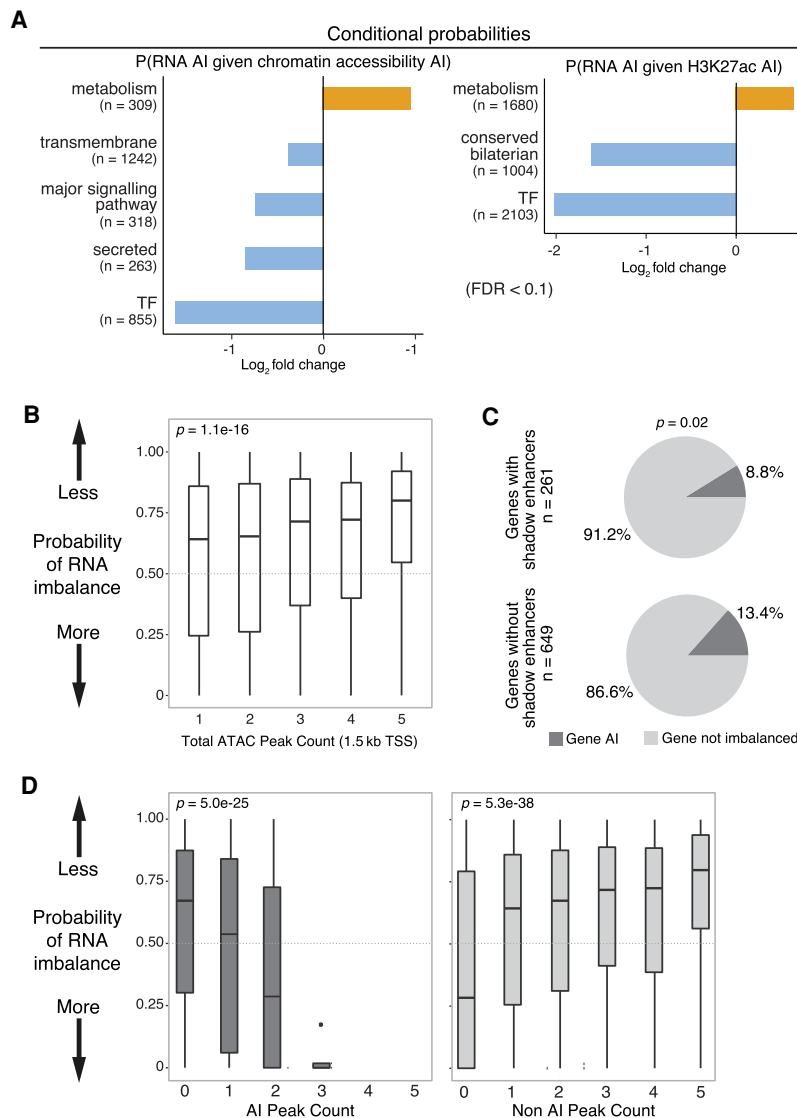 A
Conditional probabilities
P(RNA AI given chromatin accessibility AI)
metabolism
(n = 309)
transmembrane
(n = 1242)
major signalling
pathway
(n = 318)
secreted
(n = 263)
TF
(n = 855)
-1 0 -1
Log2 fold change
P(RNA AI given H3K27ac AI)
metabolism
(n = 1680)
conserved
bilaterian
(n = 1004)
TF
(n = 2103)
-2 -1 0
Log2 fold change
(FDR < 0.1)
B
Less
Probability
of RNA
imbalance
More
p = 1.1e-16
1.00
0.75
0.50
0.25
0
1 2 3 4 5
Total ATAC Peak Count (1.5 kb TSS)
C
p = 0.02
Genes with
shadow enhancers
n = 261
8.8%
91.2%
Genes without
shadow enhancers
n = 649
13.4%
86.6%
Gene AI
Gene not imbalanced
D
Less
Probability
of RNA
imbalance
More
p = 5.0e-25
1.00
0.75
0.50
0.25
0
0 1 2 3 4 5
AI Peak Count
p = 5.3e-38
0 1 2 3 4 5
Non AI Peak Count